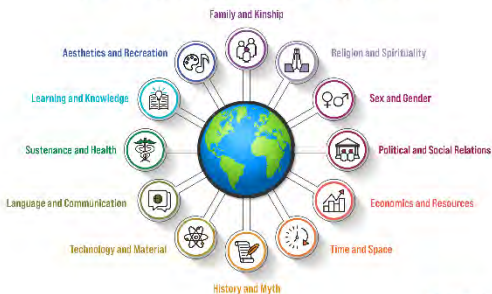 Family and Kinship
Aesthetics and Recreation
Religion and Spirituality
Learning and Knowledge
Sex and Gender
Sustenance and Health
Political and Social Relations
Language and Communication
Economics and Resources
Technology and Material
Time and Space
History and Myth